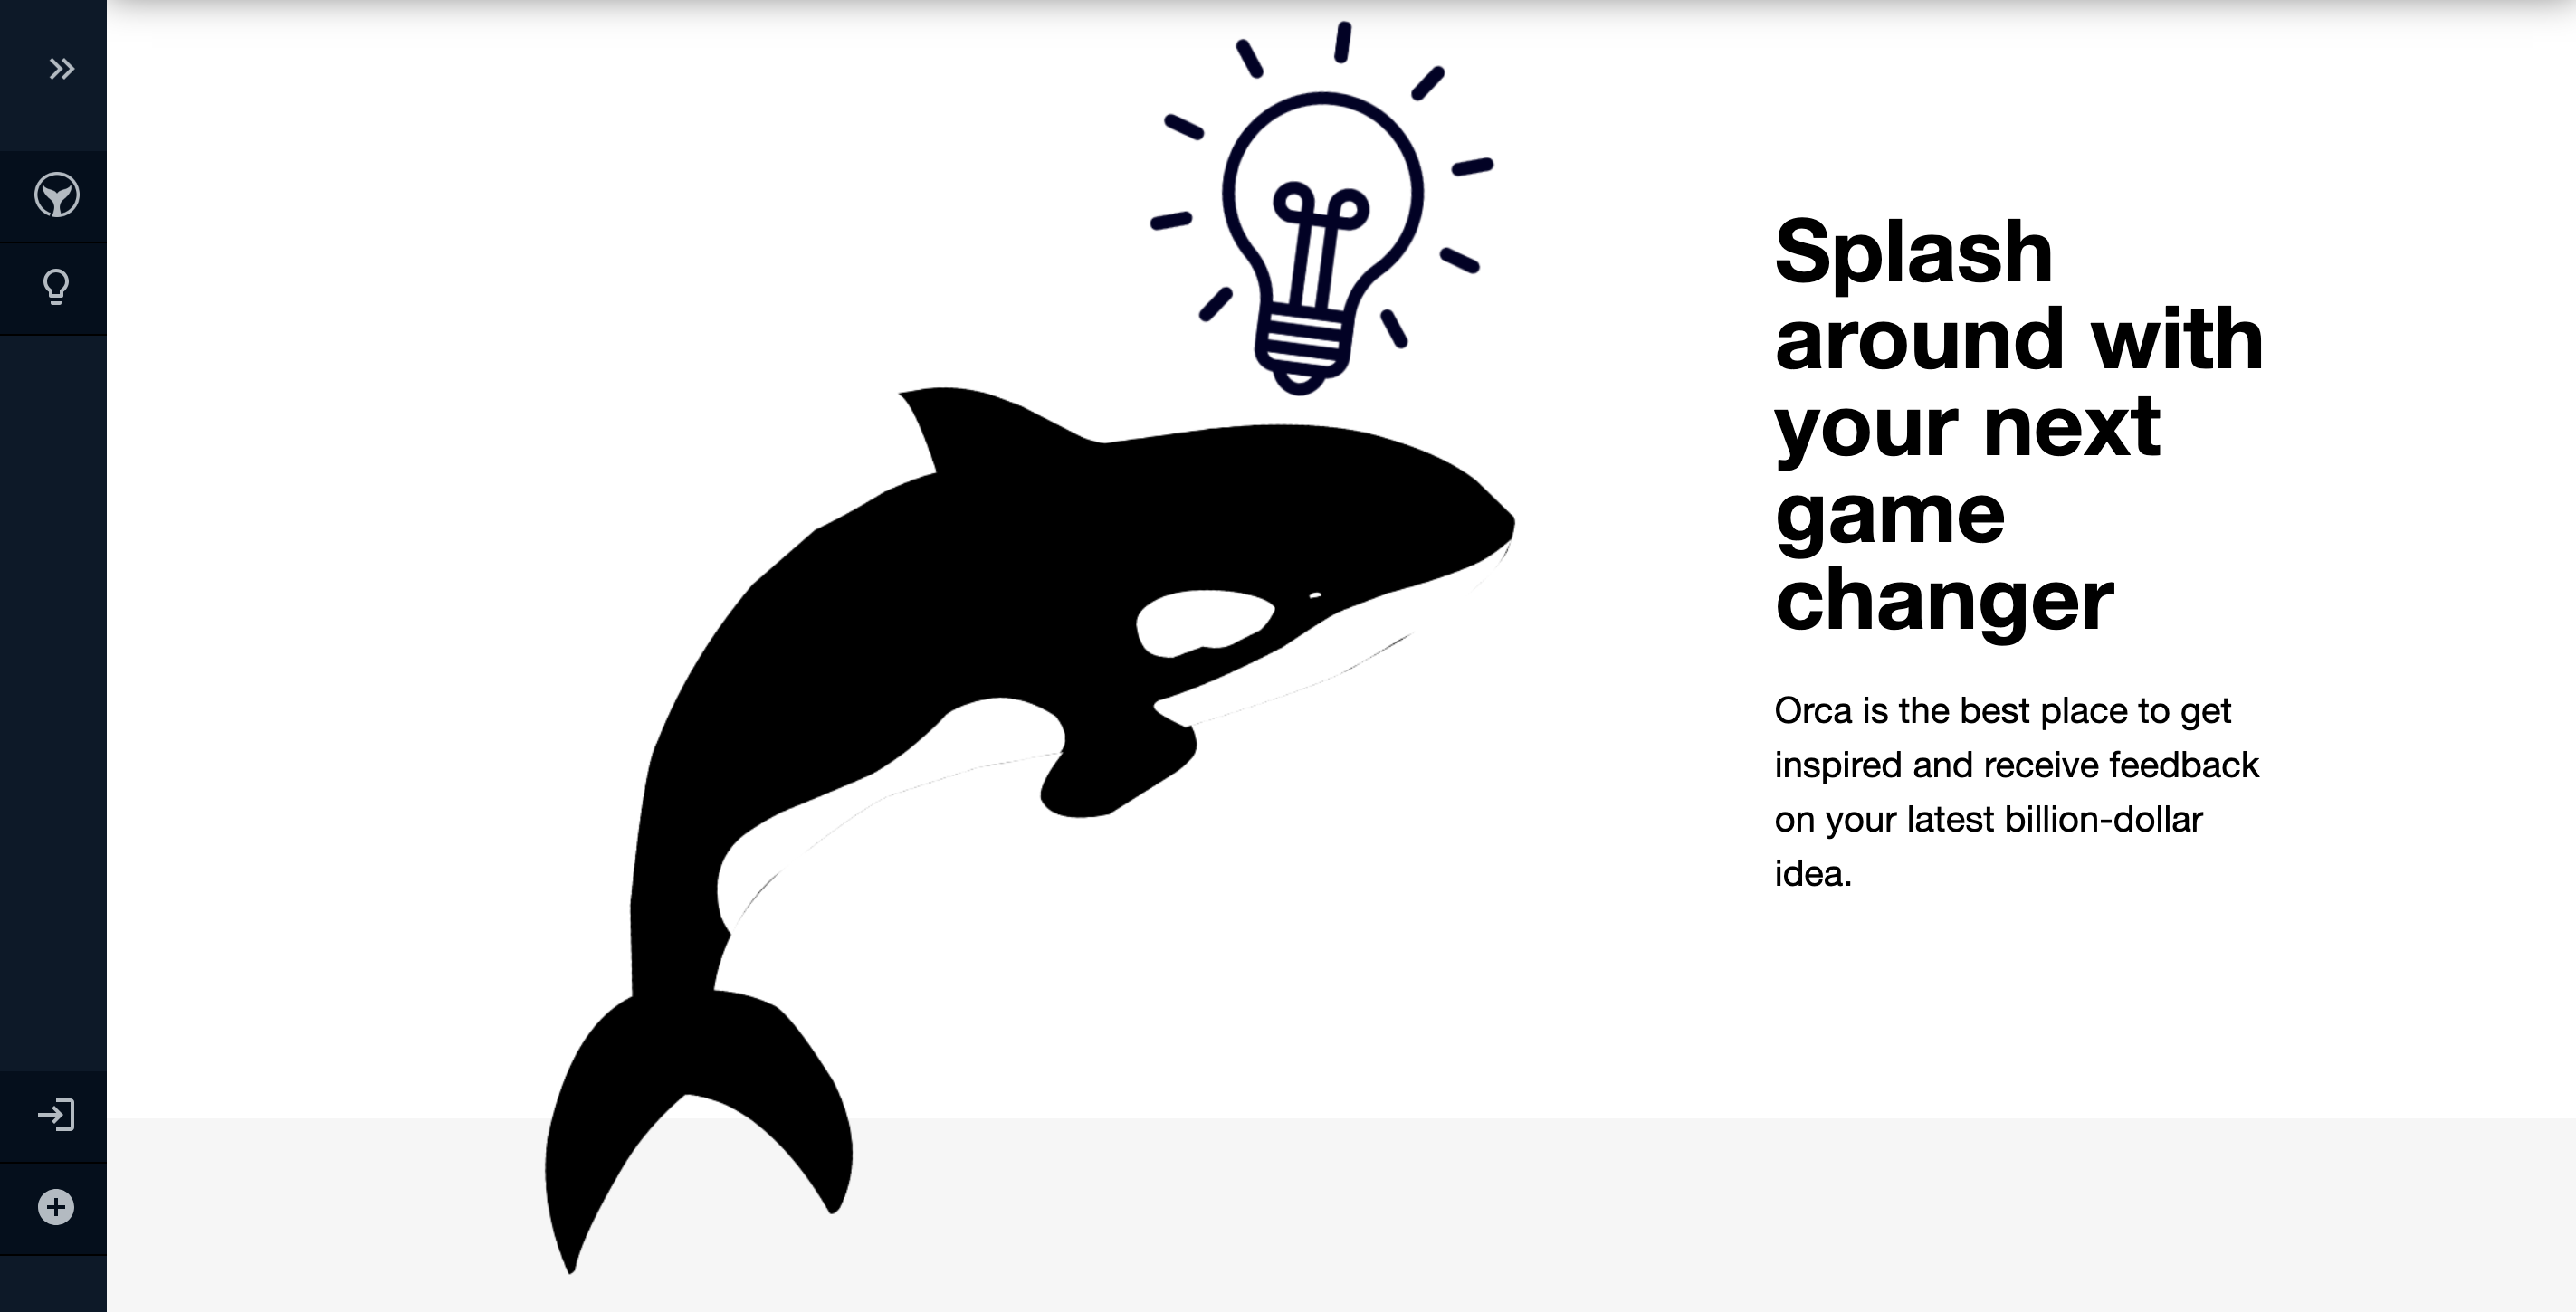 Splash
around with
your next
game
changer
Orca is the best place to get
inspired and receive feedback
on your latest billion-dollar
idea.